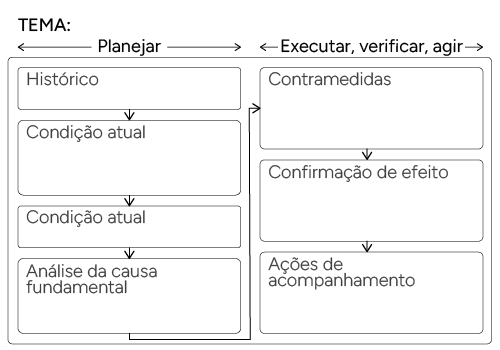 TEMA:
Planejar
Executar, verificar, agir
Histórico
Condição atual
Condição atual
Análise da causa
fundamental
Contramedidas
Confirmação de efeito
Ações de
acompanhamento